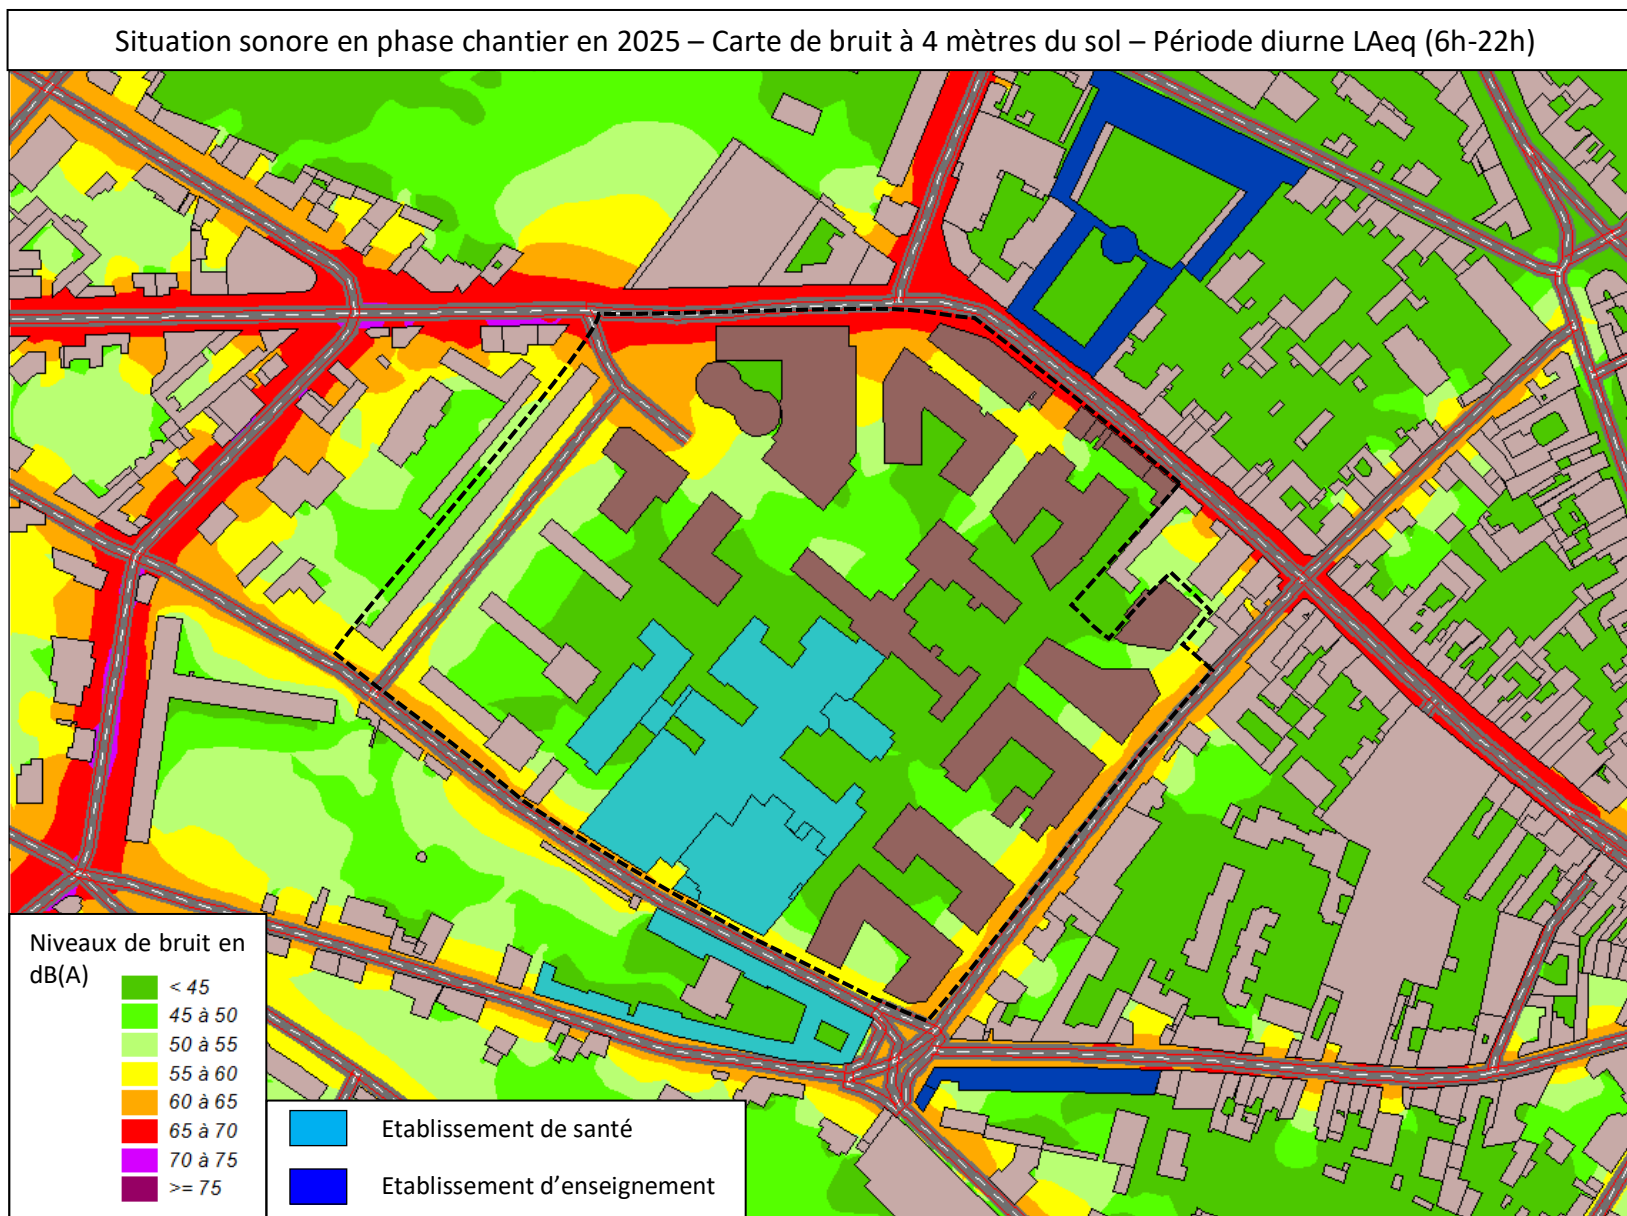 Situation sonore en phase chantier en 2025 – Carte de bruit à 4 mètres du sol – Période diurne LAeq (6h-22h)
Niveaux de bruit en
dB(A)
< 45
45 à 50
50 à 55
55 à 60
60 à 65
65 à 70
70 à 75
>= 75
Etablissement de santé
Etablissement d’enseignement